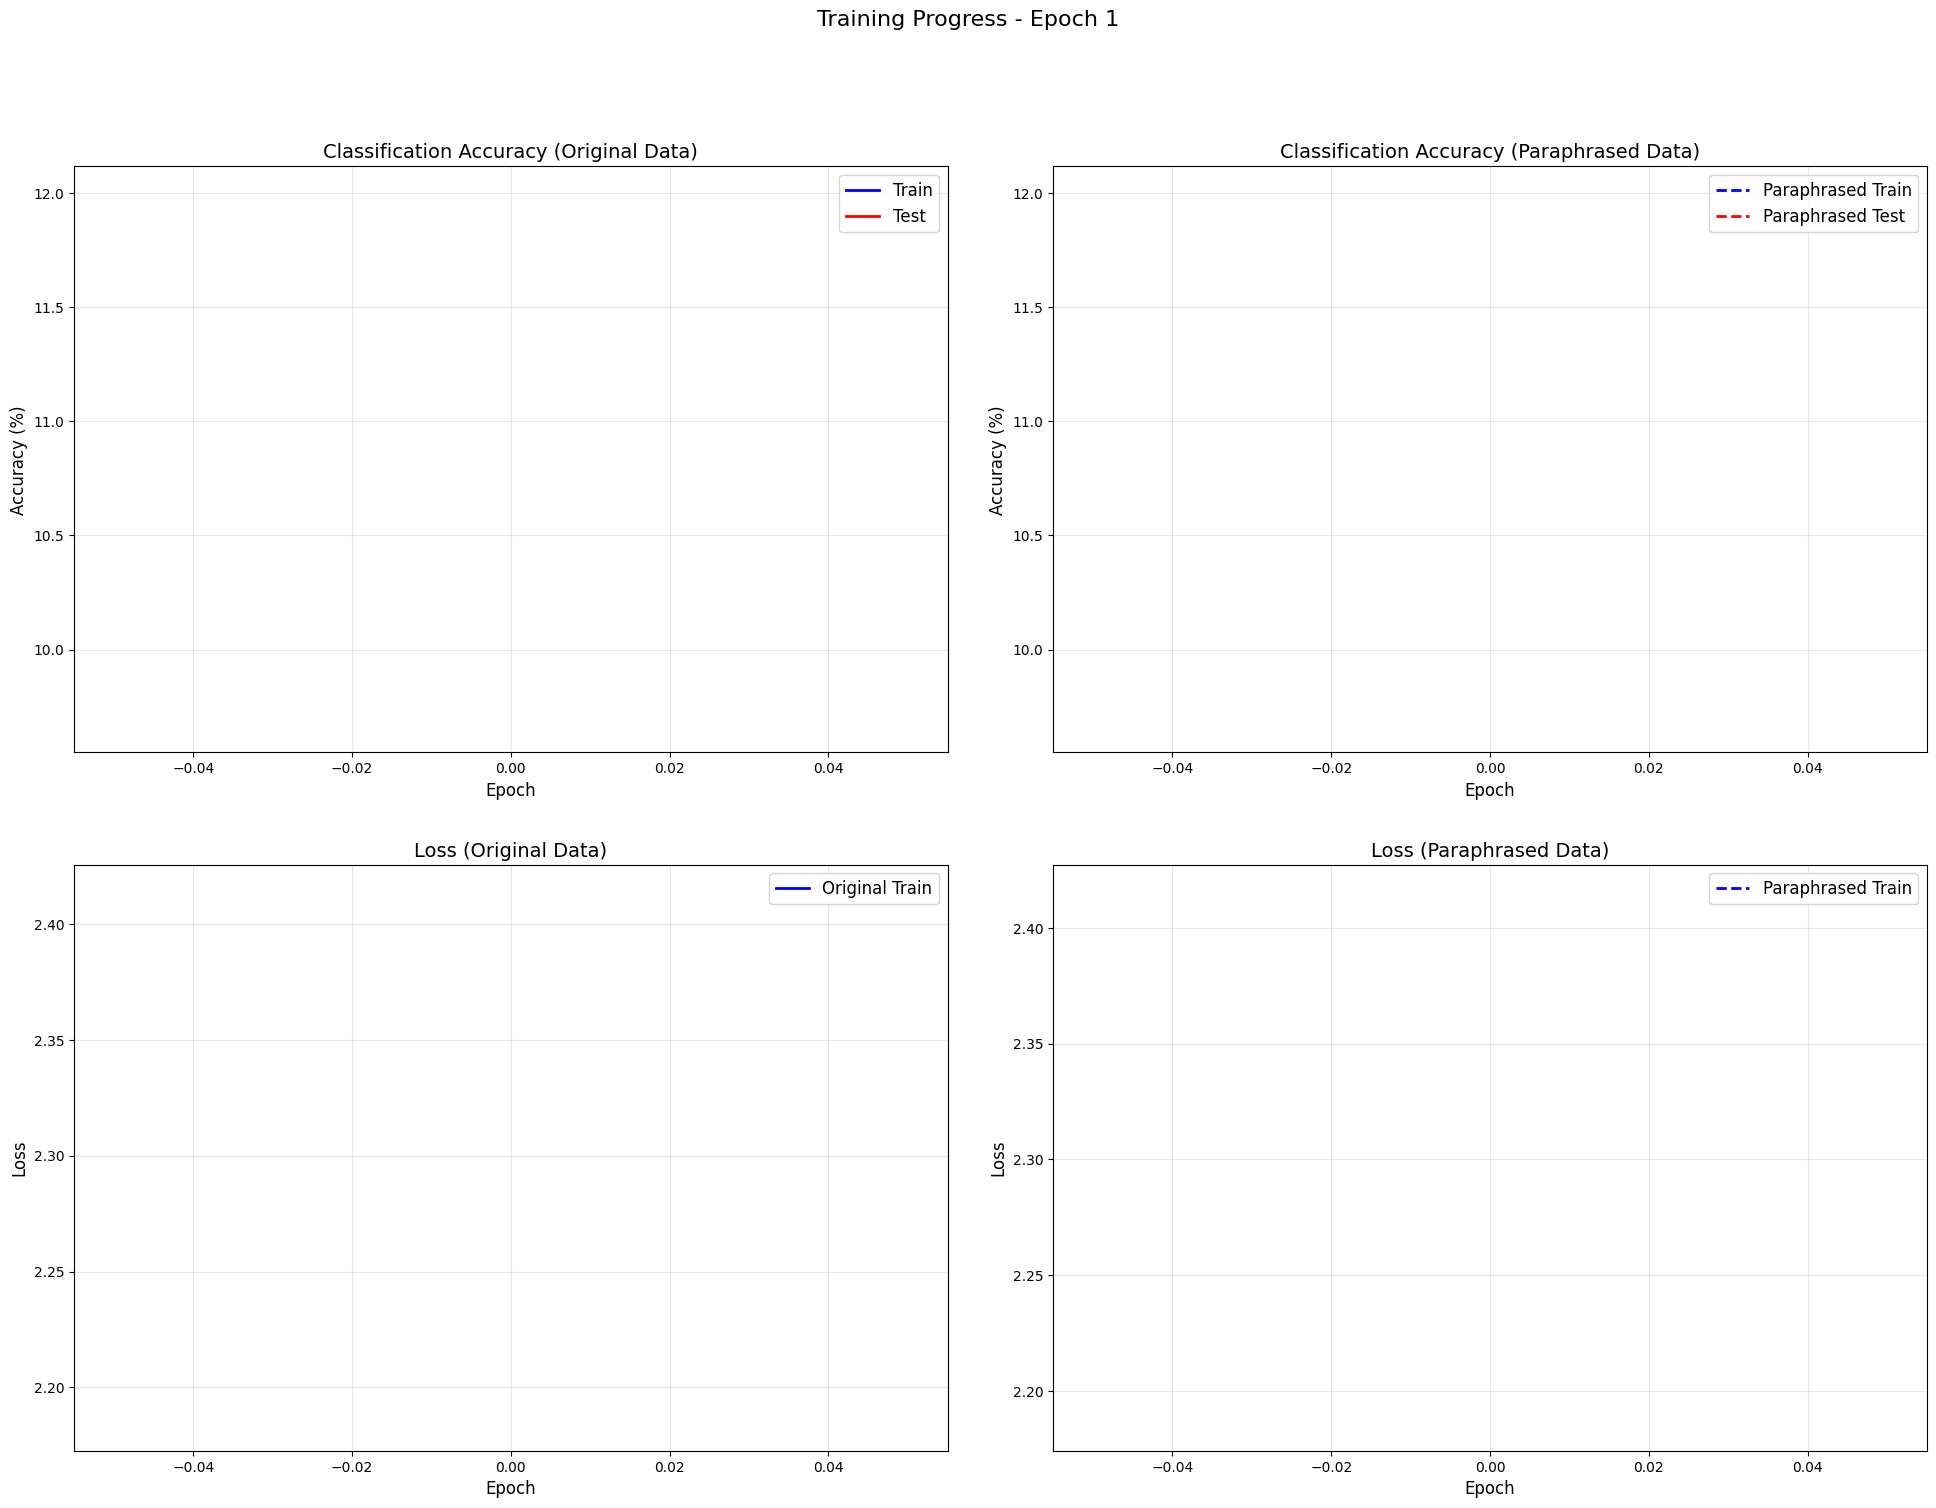 Training Progress - Epoch 1
Classification Accuracy (Original Data)
Train
Test
12.0
11.5
11.0
10.5
10.0
Accuracy (%)
−0.04
−0.02
0.00
0.02
0.04
Epoch
Classification Accuracy (Paraphrased Data)
Paraphrased Train
Paraphrased Test
12.0
11.5
11.0
10.5
10.0
Accuracy (%)
−0.04
−0.02
0.00
0.02
0.04
Epoch
Loss (Original Data)
Original Train
2.40
2.35
2.30
2.25
2.20
Loss
−0.04
−0.02
0.00
0.02
0.04
Epoch
Loss (Paraphrased Data)
Paraphrased Train
2.40
2.35
2.30
2.25
2.20
Loss
−0.04
−0.02
0.00
0.02
0.04
Epoch